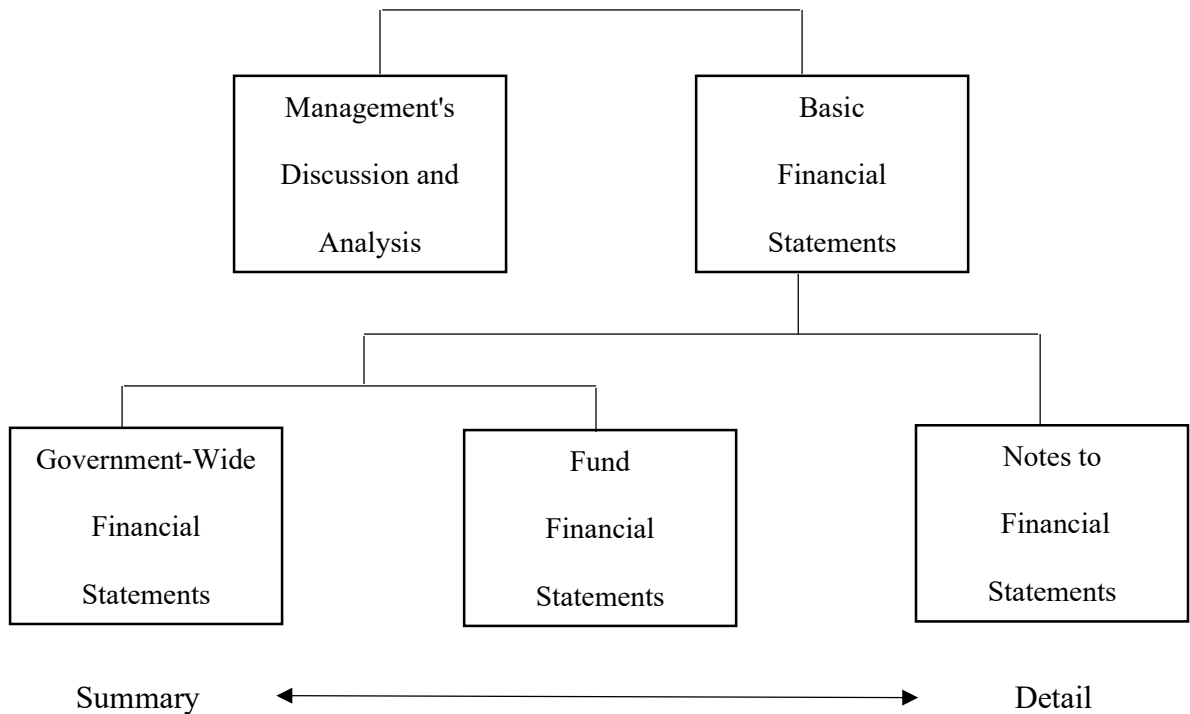 Management's
Discussion and
Analysis
Basic
Financial
Statements
Government-Wide
Financial
Statements
Fund
Financial
Statements
Notes to
Financial
Statements
Summary
Detail